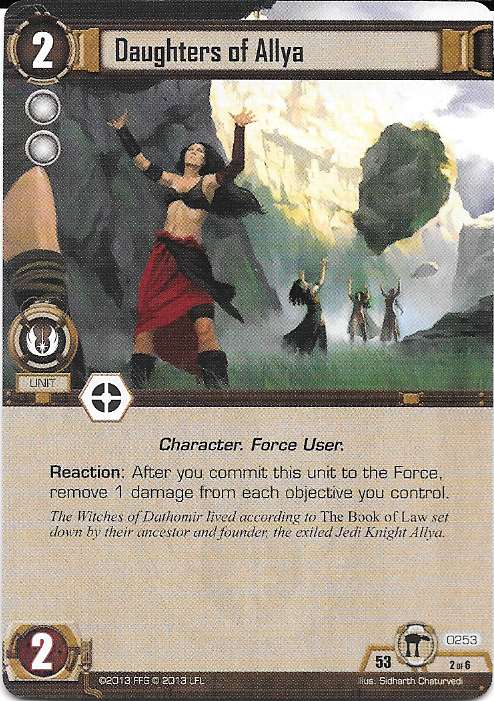 2
Daughters of Allya
UNIT
Character. Force User.
Reaction: After you commit this unit to the Force,
remove 1 damage from each objective you control.
The Witches of Dathomir lived according to The Book of Law set
down by their ancestor and founder, the exiled Jedi Knight Allya.
2
0253
53
2 of 6
©2013 FFG © 2013 LFL
Illus. Sidharth Chaturvedi